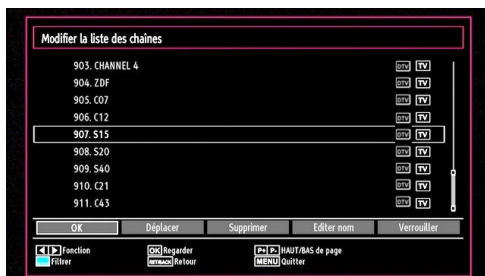 Modifier la liste des chaînes
903. CHANNEL 4 DTV TV
904. ZDF DTV TV
905. C07 DTV TV
906. C12 DTV TV
907. S15 DTV TV
908. S20 DTV TV
909. S40 DTV TV
910. C21 DTV TV
911. C43 DTV TV
OK Déplacer Supprimer Editer nom Verrouiller
Fonction OK Regarder P+ P- HAUT/BAS de page
Filtrer RET/BACK Retour MENU Quitter